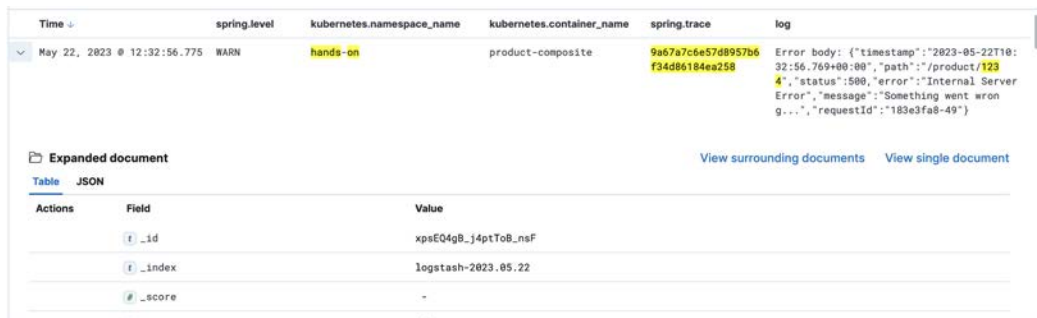 Time spring.level kubernetes.namespace_name kubernetes.container_name spring.trace log
May 22, 2023 @ 12:32:56.775 WARN hands-on product-composite 9a67a7c6e57d8957b6 Error body: {"timestamp":"2023-05-22T10:
f34d86184ea258 32:56.769+00:00","path":"/product/123
4","status":500,"error":"Internal Server
Error","message":"Something went wron
g...","requestId":"183e3fa8-49"}
Expanded document View surrounding documents View single document
Table JSON
Actions Field Value
t _id xpsEQ4gB_j4ptToB_nsF
t _index logstash-2023.05.22
# _score -